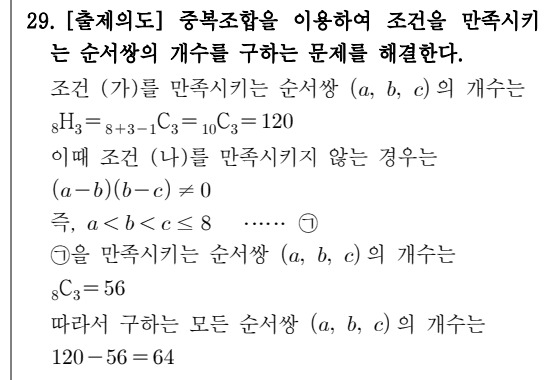 29. [출제의도] 중복조합을 이용하여 조건을 만족시키
는 순서쌍의 개수를 구하는 문제를 해결한다.
조건 (가)를 만족시키는 순서쌍 (a, b, c)의 개수는
₈H₃=₈₊₃₋₁C₃=₁₀C₃=120
이때 조건 (나)를 만족시키지 않는 경우는
(a-b)(b-c)≠0
즉, a<b<c≤8 ······ ㉠
㉠을 만족시키는 순서쌍 (a, b, c)의 개수는
₈C₃=56
따라서 구하는 모든 순서쌍 (a, b, c)의 개수는
120-56=64